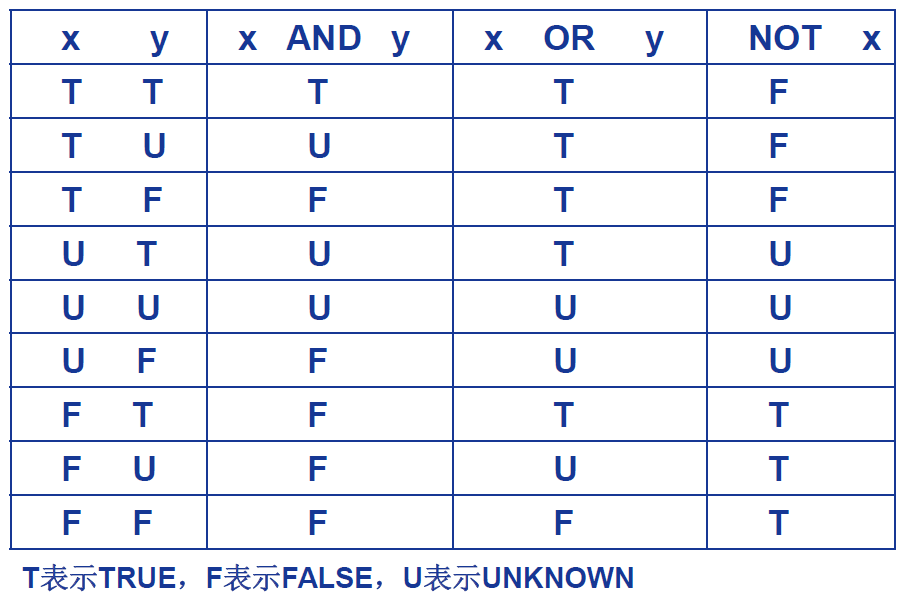 x y x AND y x OR y NOT x
T T T T F
T U U T F
T F F T F
U T U T U
U U U U U
U F F U U
F T F T T
F U F U T
F F F F T
T表示TRUE，F表示FALSE，U表示UNKNOWN